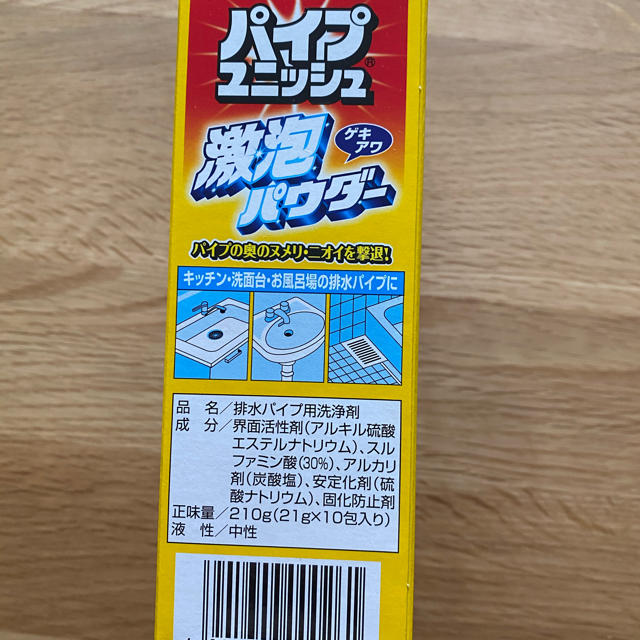 パイプ
ユニッシュ®
激泡
ゲキ
アワ
パウダー
パイプの奥のヌメリ・ニオイを撃退!
キッチン・洗面台・お風呂場の排水パイプに
品 名/排水パイプ用洗浄剤
成 分/界面活性剤(アルキル硫酸
エステルナトリウム)、スル
ファミン酸(30%)、アルカリ
剤(炭酸塩)、安定化剤(硫
酸ナトリウム)、固化防止剤
正味量/210g(21g×10包入り)
液 性/中性